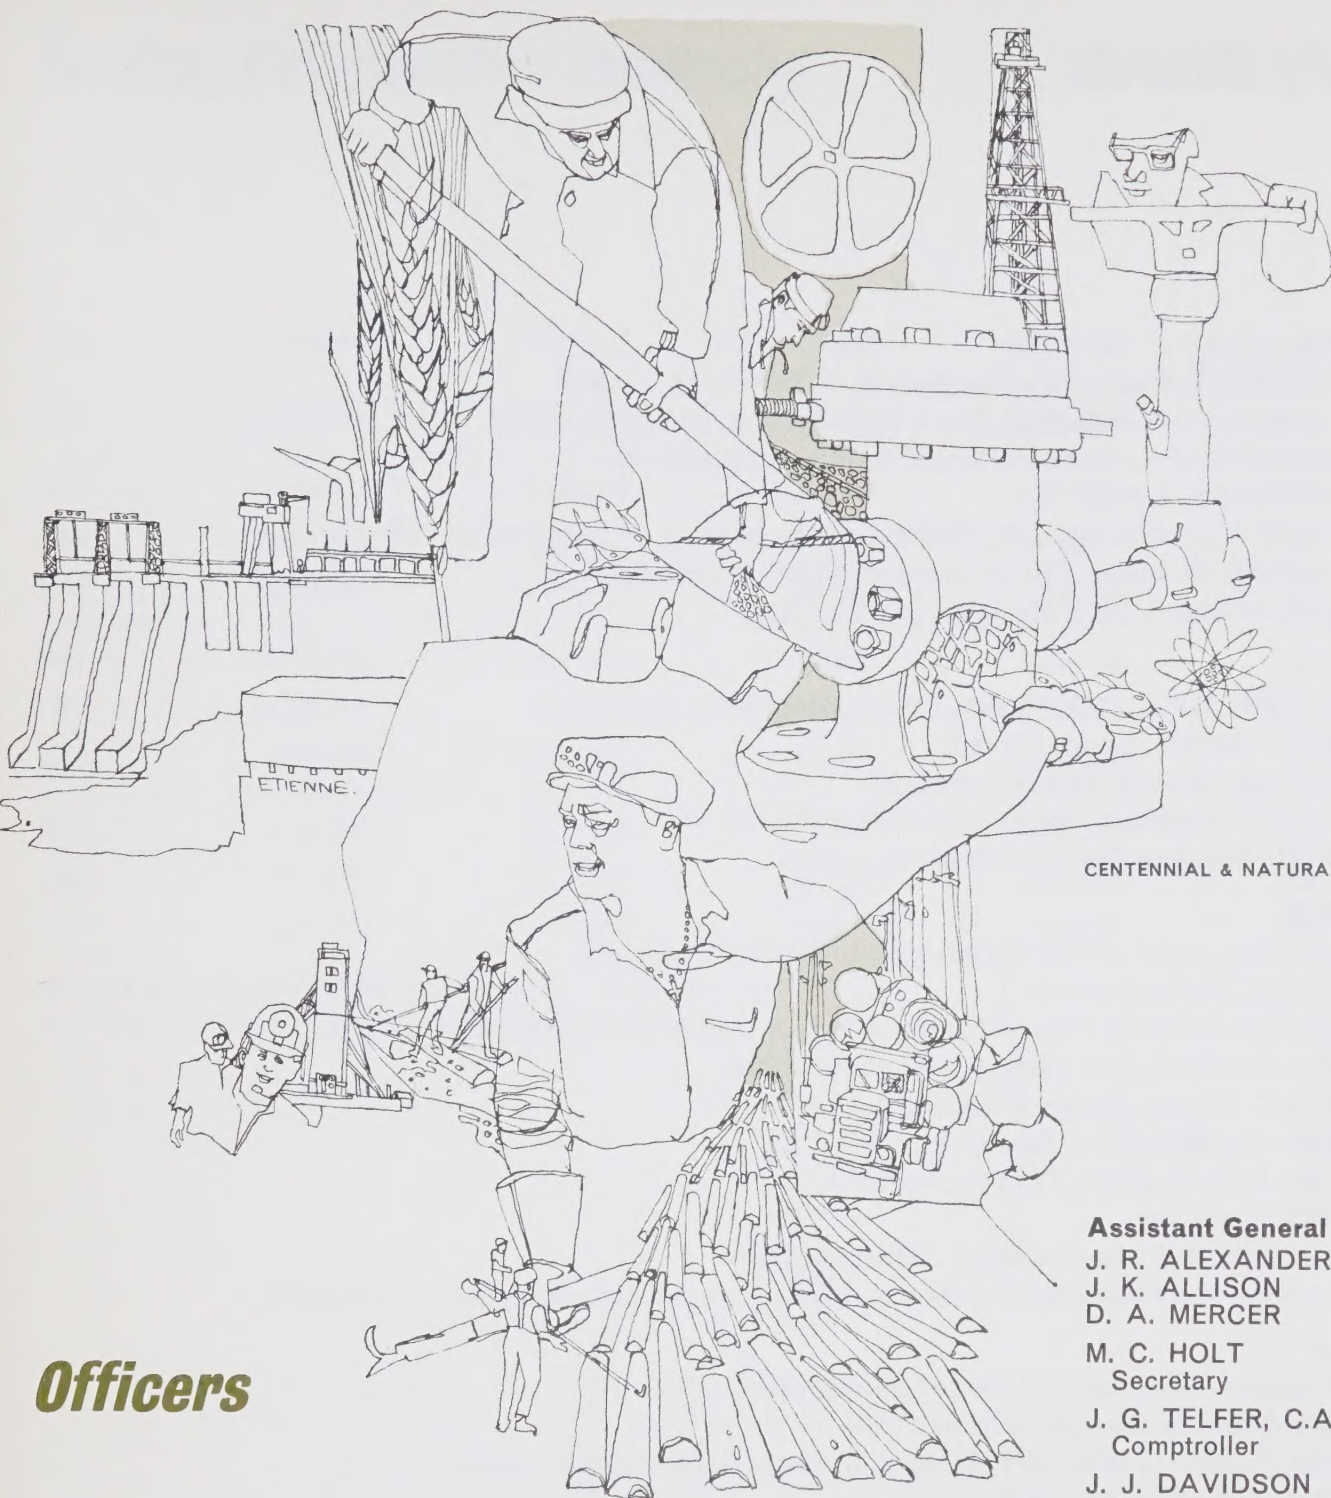 ETIENNE.
CENTENNIAL & NATURA
Officers
Assistant General
J. R. ALEXANDER
J. K. ALLISON
D. A. MERCER
M. C. HOLT
Secretary
J. G. TELFER, C.A
Comptroller
J. J. DAVIDSON